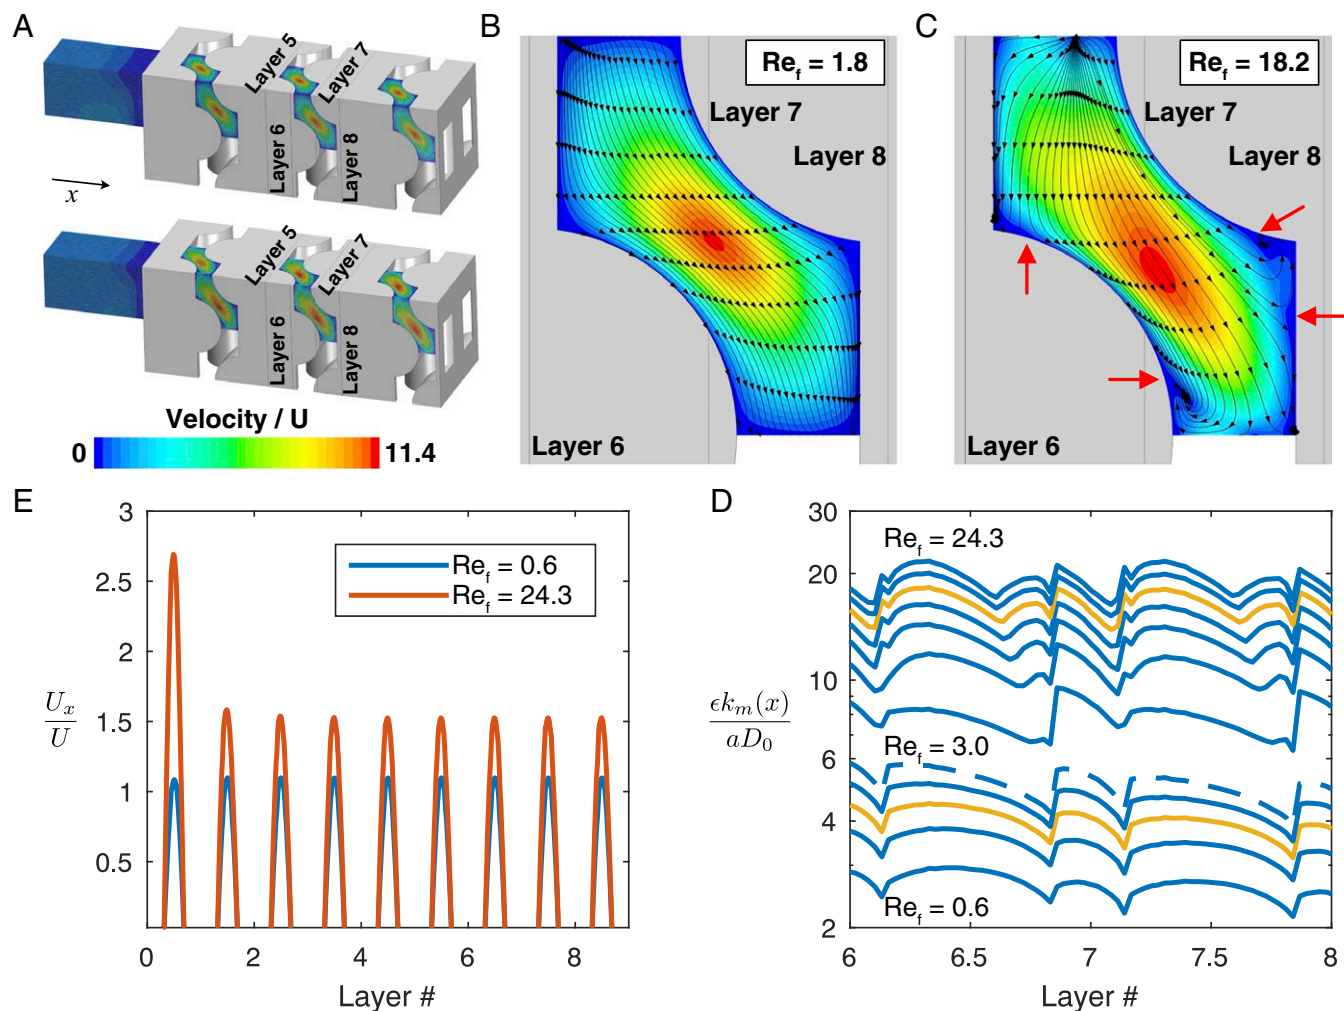 A
Layer 5
Layer 7
Layer 6
Layer 8
x
Layer 5
Layer 7
Layer 6
Layer 8
Velocity / U
0
11.4
B
Re_f = 1.8
Layer 7
Layer 8
Layer 6
C
Re_f = 18.2
Layer 7
Layer 8
Layer 6
E
3
2.5
2
1.5
1
0.5
U_x
U
Re_f = 0.6
Re_f = 24.3
0 2 4 6 8
Layer #
D
30
20
10
6
4
2
ϵk_m(x)
aD_0
Re_f = 24.3
Re_f = 3.0
Re_f = 0.6
6 6.5 7 7.5 8
Layer #